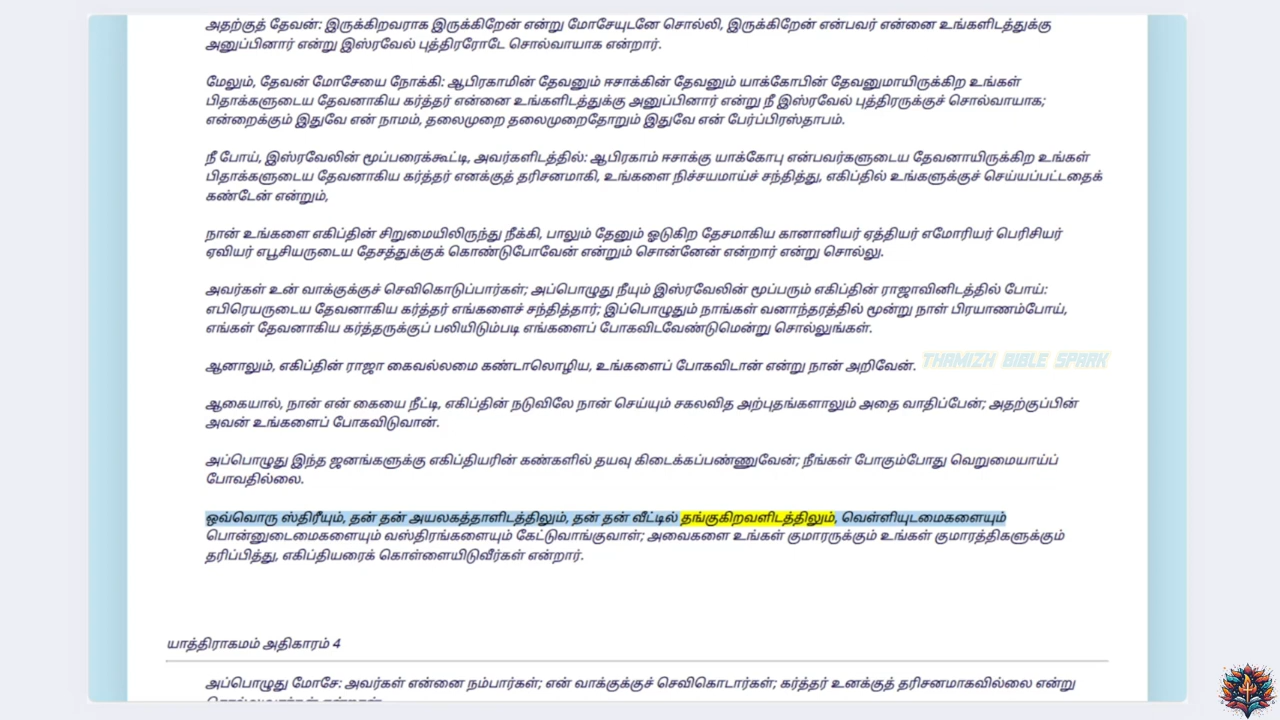 அதற்குத் தேவன்: இருக்கிறவராக இருக்கிறேன் என்று மோசேயுடனே சொல்லி, இருக்கிறேன் என்பவர் என்னை உங்களிடத்துக்கு
அனுப்பினார் என்று இஸ்ரவேல் புத்திரரோடே சொல்வாயாக என்றார்.
மேலும், தேவன் மோசேயை நோக்கி: ஆபிரகாமின் தேவனும் ஈசாக்கின் தேவனும் யாக்கோபின் தேவனுமாயிருக்கிற உங்கள்
பிதாக்களுடைய தேவனாகிய கர்த்தர் என்னை உங்களிடத்துக்கு அனுப்பினார் என்று நீ இஸ்ரவேல் புத்திரருக்குச் சொல்வாயாக;
என்றைக்கும் இதுவே என் நாமம், தலைமுறை தலைமுறைதோறும் இதுவே என் பேர்ப்பிரஸ்தாபம்.
நீ போய், இஸ்ரவேலின் மூப்பரைக்கூட்டி, அவர்களிடத்தில்: ஆபிரகாம் ஈசாக்கு யாக்கோபு என்பவர்களுடைய தேவனாயிருக்கிற உங்கள்
பிதாக்களுடைய தேவனாகிய கர்த்தர் எனக்குத் தரிசனமாகி, உங்களை நிச்சயமாய்ச் சந்தித்து, எகிப்தில் உங்களுக்குச் செய்யப்பட்டதைக்
கண்டேன் என்றும்,
நான் உங்களை எகிப்தின் சிறுமையிலிருந்து நீக்கி, பாலும் தேனும் ஓடுகிற தேசமாகிய கானானியர் ஏத்தியர் எமோரியர் பெரிசியர்
ஏவியர் எபூசியருடைய தேசத்துக்குக் கொண்டுபோவேன் என்றும் சொன்னேன் என்றார் என்று சொல்லு.
அவர்கள் உன் வாக்குக்குச் செவிகொடுப்பார்கள்; அப்பொழுது நீயும் இஸ்ரவேலின் மூப்பரும் எகிப்தின் ராஜாவினிடத்தில் போய்:
எபிரெயருடைய தேவனாகிய கர்த்தர் எங்களைச் சந்தித்தார்; இப்பொழுதும் நாங்கள் வனாந்தரத்தில் மூன்று நாள் பிரயாணம்போய்,
எங்கள் தேவனாகிய கர்த்தருக்குப் பலியிடும்படி எங்களைப் போகவிடவேண்டுமென்று சொல்லுங்கள்.
ஆனாலும், எகிப்தின் ராஜா கைவல்லமை கண்டாலொழிய, உங்களைப் போகவிடான் என்று நான் அறிவேன்.
THAMIZH BIBLE SPARK
ஆகையால், நான் என் கையை நீட்டி, எகிப்தின் நடுவிலே நான் செய்யும் சகலவித அற்புதங்களாலும் அதை வாதிப்பேன்; அதற்குப்பின்
அவன் உங்களைப் போகவிடுவான்.
அப்பொழுது இந்த ஜனங்களுக்கு எகிப்தியரின் கண்களில் தயவு கிடைக்கப்பண்ணுவேன்; நீங்கள் போகும்போது வெறுமையாய்ப்
போவதில்லை.
ஒவ்வொரு ஸ்திரீயும், தன் தன் அயலகத்தாளிடத்திலும், தன் தன் வீட்டில் தங்குகிறவளிடத்திலும், வெள்ளியுடமைகளையும்
பொன்னுடைமைகளையும் வஸ்திரங்களையும் கேட்டுவாங்குவாள்; அவைகளை உங்கள் குமாரருக்கும் உங்கள் குமாரத்திகளுக்கும்
தரிப்பித்து, எகிப்தியரைக் கொள்ளையிடுவீர்கள் என்றார்.
யாத்திராகமம் அதிகாரம் 4
அப்பொழுது மோசே: அவர்கள் என்னை நம்பார்கள்; என் வாக்குக்குச் செவிகொடார்கள்; கர்த்தர் உனக்குத் தரிசனமாகவில்லை என்று